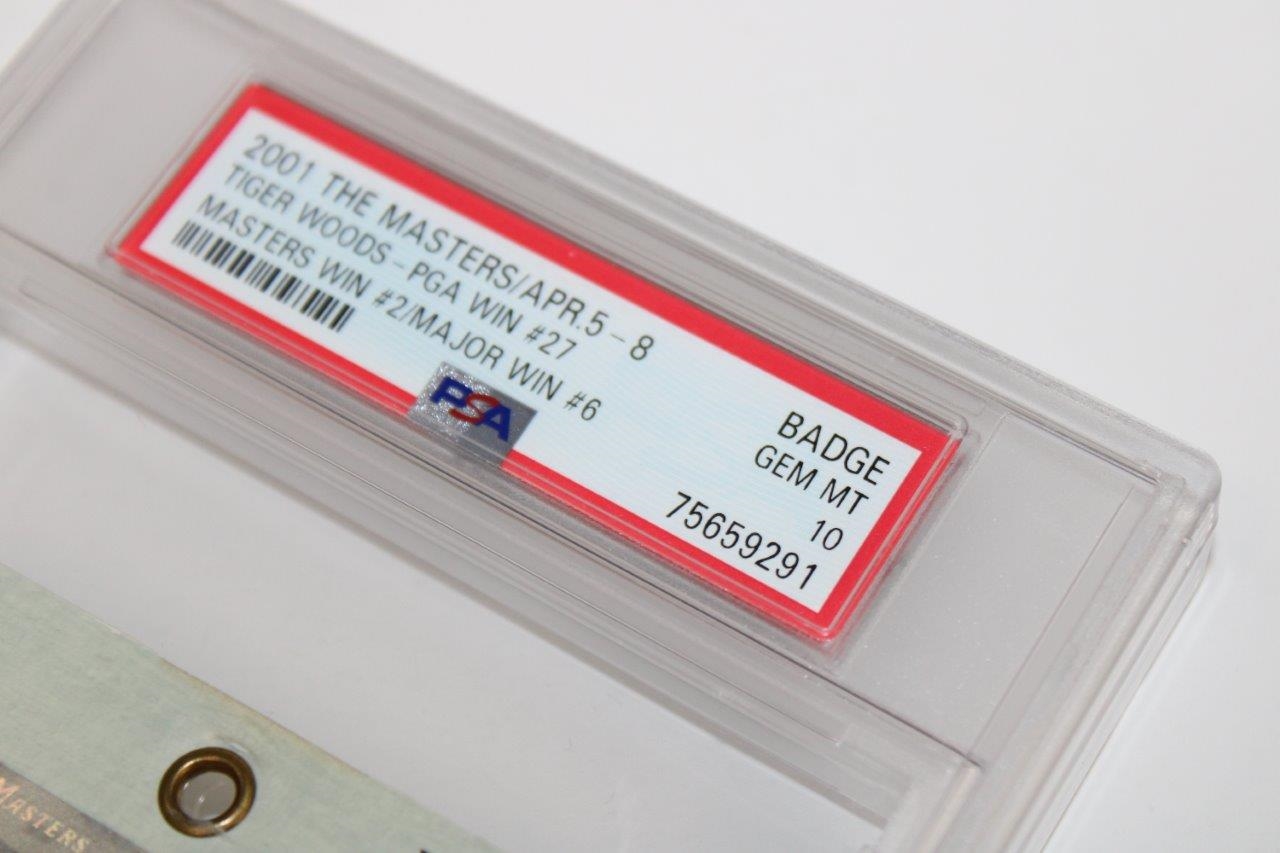 2001 THE MASTERS/APR.5 - 8
TIGER WOODS - PGA WIN #27
MASTERS WIN #2/MAJOR WIN #6
PSA
BADGE
GEM MT
10
75659291
MASTERS